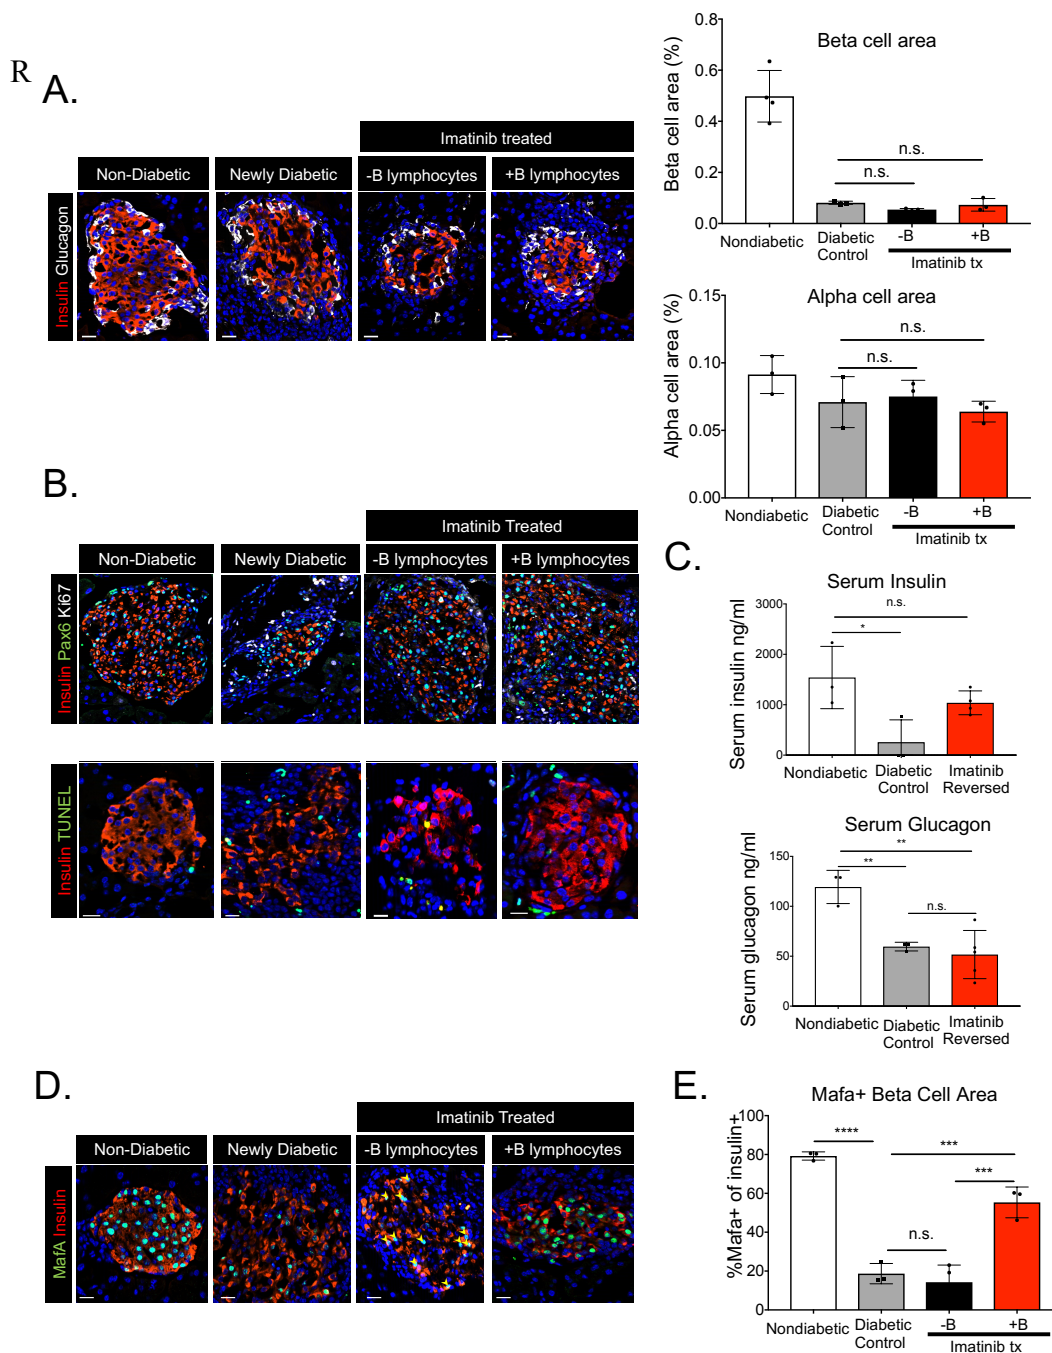 R
A.
Imatinib treated
Non-Diabetic
Newly Diabetic
-B lymphocytes
+B lymphocytes
Insulin Glucagon
Beta cell area
Beta cell area (%)
0.8
0.6
0.4
0.2
0.0
n.s.
n.s.
Nondiabetic
Diabetic
Control
-B
+B
Imatinib tx
Alpha cell area
Alpha cell area (%)
0.15
0.10
0.05
0.00
n.s.
n.s.
Nondiabetic
Diabetic
Control
-B
+B
Imatinib tx
B.
Imatinib Treated
Non-Diabetic
Newly Diabetic
-B lymphocytes
+B lymphocytes
Insulin Pax6 Ki67
Insulin TUNEL
C.
Serum Insulin
Serum insulin ng/ml
3000
2000
1000
0
n.s.
*
Nondiabetic
Diabetic
Control
Imatinib
Reversed
Serum Glucagon
Serum glucagon ng/ml
150
100
50
0
**
**
n.s.
Nondiabetic
Diabetic
Control
Imatinib
Reversed
D.
Imatinib Treated
Non-Diabetic
Newly Diabetic
-B lymphocytes
+B lymphocytes
MafA Insulin
E.
Mafa+ Beta Cell Area
%Mafa+ of insulin+
100
80
60
40
20
0
****
***
***
n.s.
Nondiabetic
Diabetic
Control
-B
+B
Imatinib tx